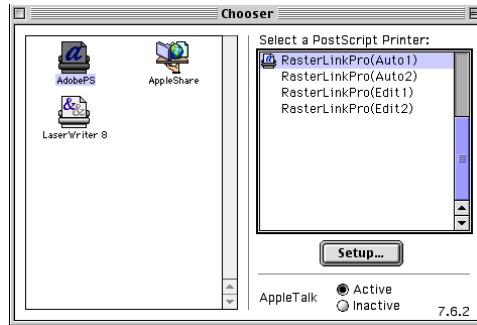 Chooser
AdobePS
AppleShare
LaserWriter 8
Select a PostScript Printer:
RasterLinkPro(Auto1)
RasterLinkPro(Auto2)
RasterLinkPro(Edit1)
RasterLinkPro(Edit2)
Setup...
AppleTalk
Active
Inactive
7.6.2